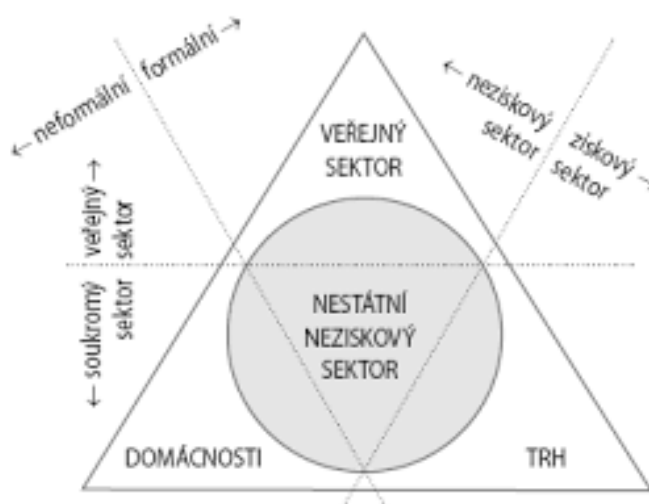 ← neformální formální →
← neziskový
sektor
ziskový →
sektor
VEŘEJNÝ
SEKTOR
veřejný →
sektor
← soukromý
sektor
NESTÁTNÍ
NEZISKOVÝ
SEKTOR
DOMÁCNOSTI
TRH